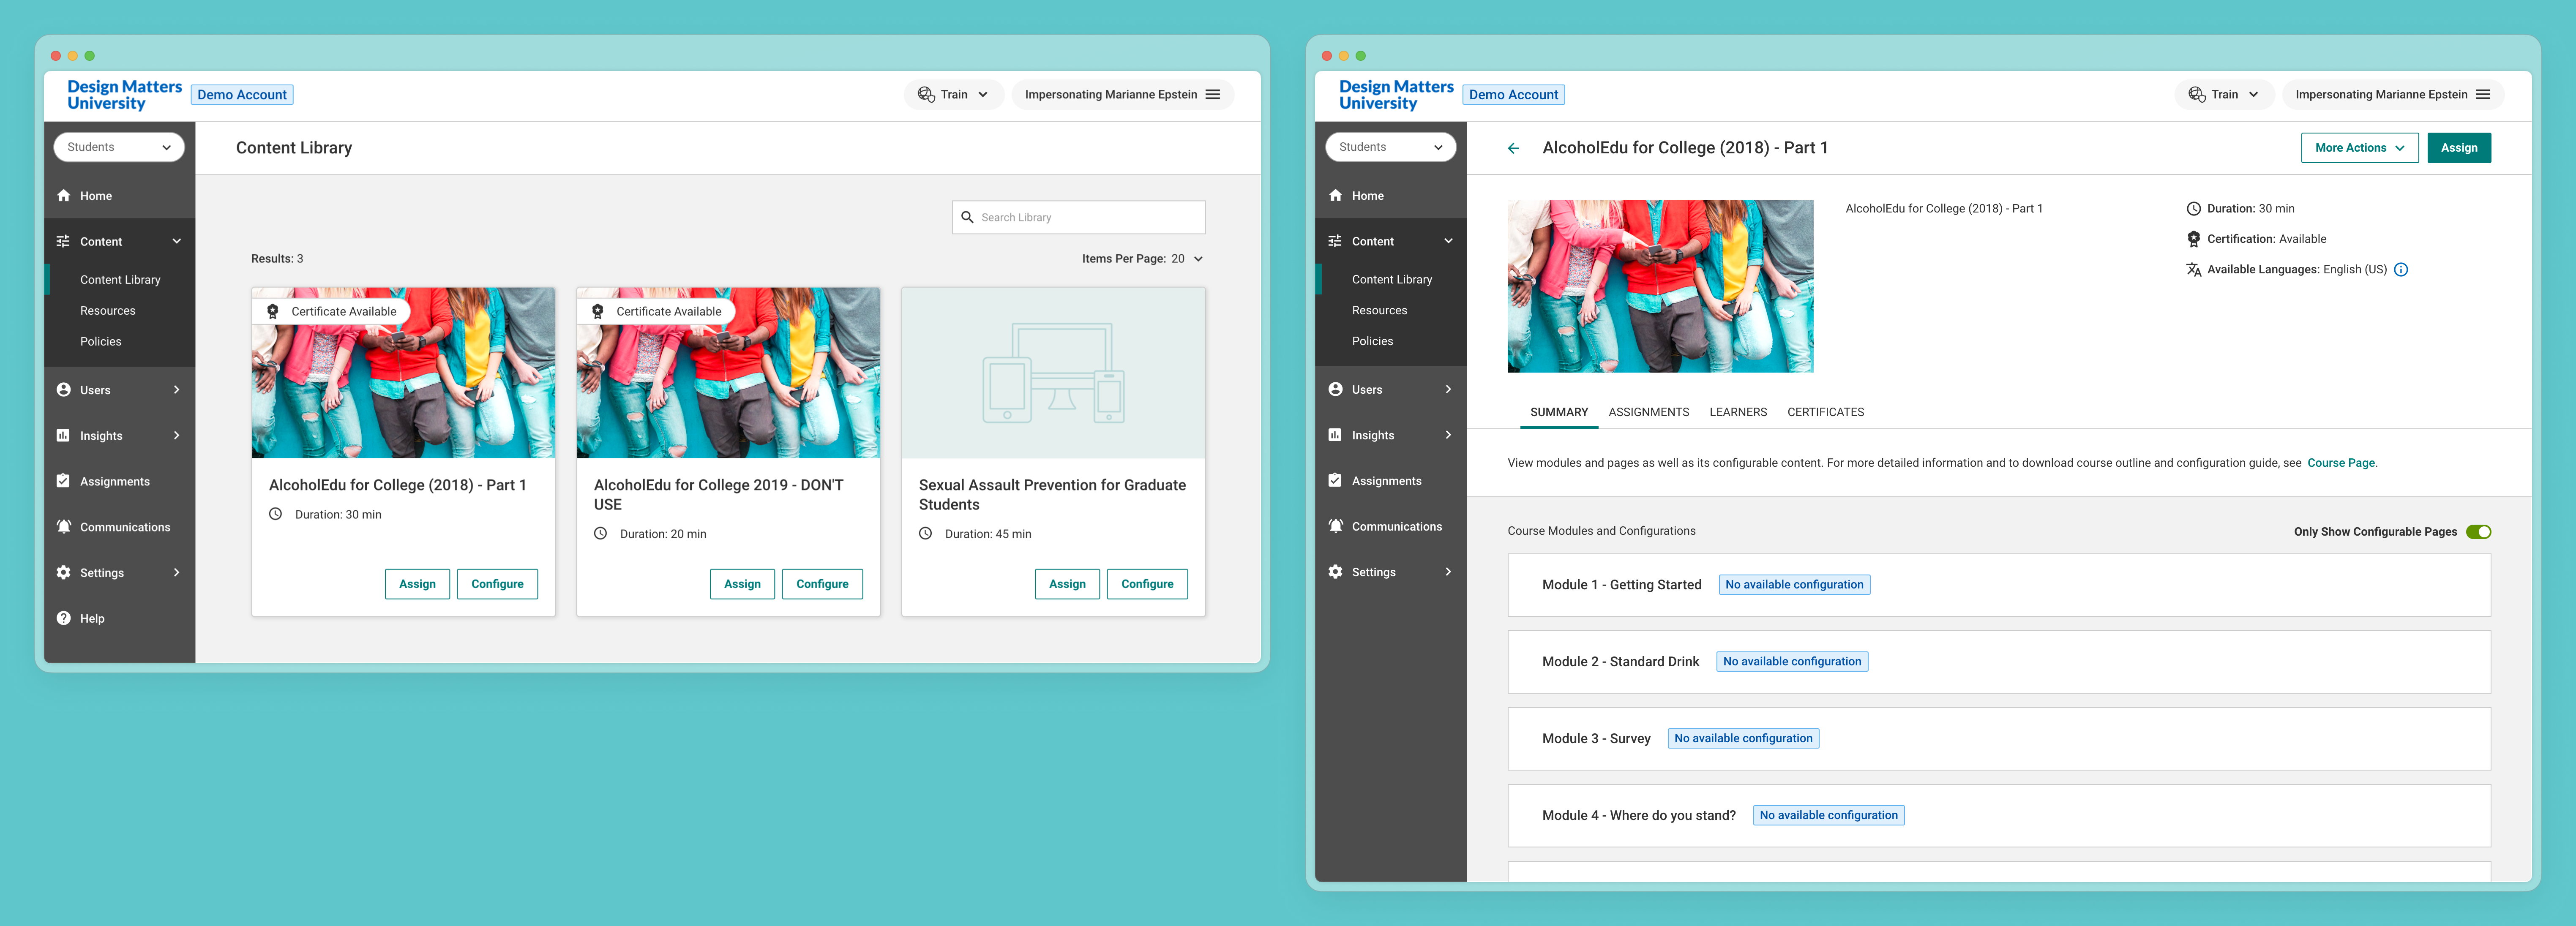 Design Matters
University
Demo Account
Train
Impersonating Marianne Epstein
Students
Home
Content
Content Library
Resources
Policies
Users
Insights
Assignments
Communications
Settings
Help
Content Library
Search Library
Results: 3
Items Per Page: 20
Certificate Available
AlcoholEdu for College (2018) - Part 1
Duration: 30 min
Assign
Configure
Certificate Available
AlcoholEdu for College 2019 - DON'T
USE
Duration: 20 min
Assign
Configure
Sexual Assault Prevention for Graduate
Students
Duration: 45 min
Assign
Configure
Design Matters
University
Demo Account
Train
Impersonating Marianne Epstein
Students
Home
Content
Content Library
Resources
Policies
Users
Insights
Assignments
Communications
Settings
AlcoholEdu for College (2018) - Part 1
More Actions
Assign
AlcoholEdu for College (2018) - Part 1
Duration: 30 min
Certification: Available
Available Languages: English (US)
SUMMARY
ASSIGNMENTS
LEARNERS
CERTIFICATES
View modules and pages as well as its configurable content. For more detailed information and to download course outline and configuration guide, see Course Page.
Course Modules and Configurations
Only Show Configurable Pages
Module 1 - Getting Started
No available configuration
Module 2 - Standard Drink
No available configuration
Module 3 - Survey
No available configuration
Module 4 - Where do you stand?
No available configuration